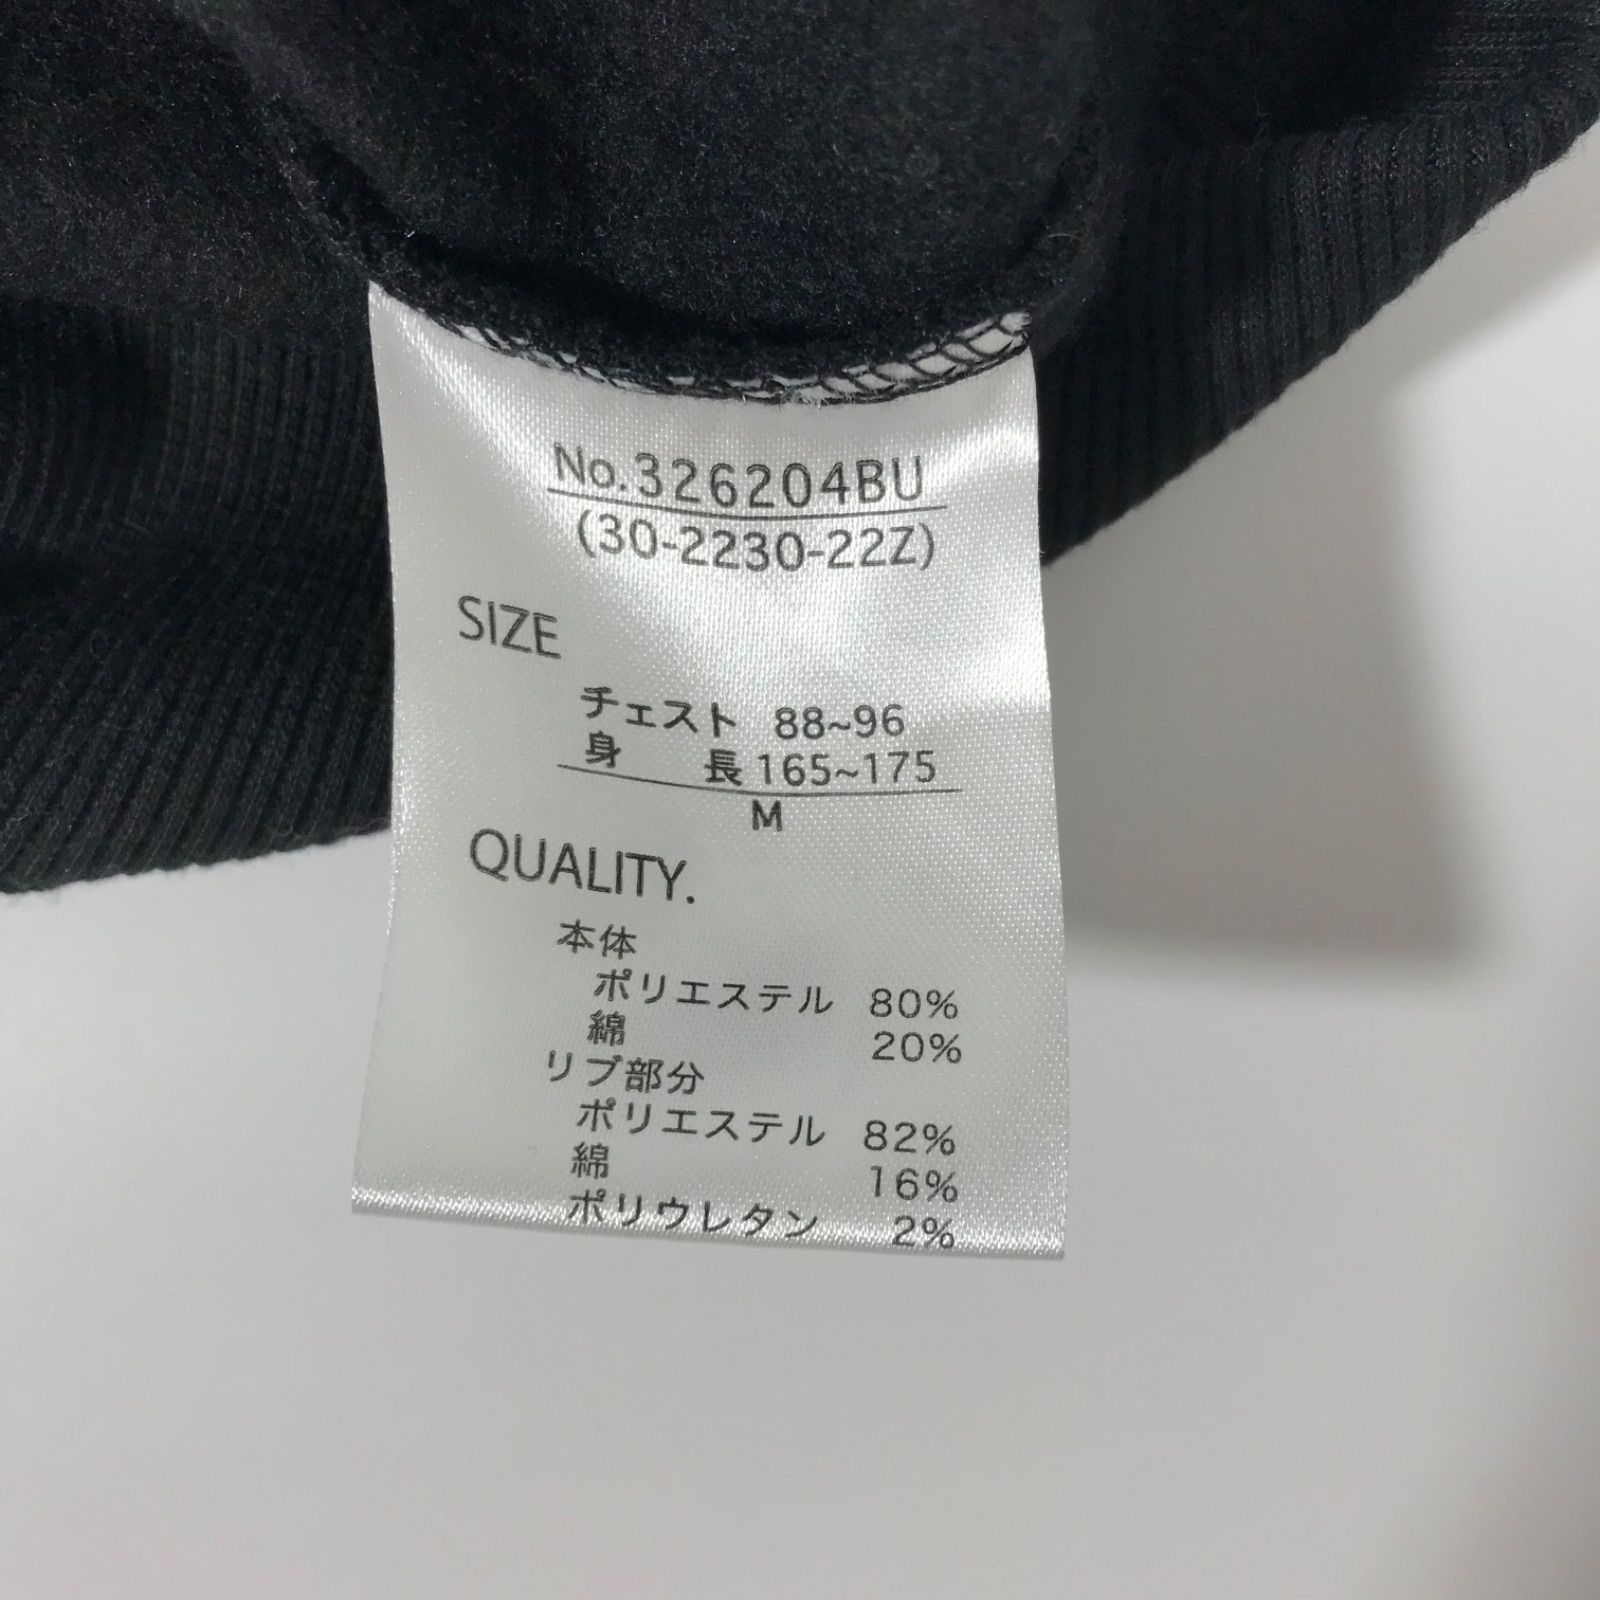 No.326204BU
(30-2230-22Z)
SIZE
チェスト 88~96
身 長 165~175
M
QUALITY.
本体
ポリエステル 80%
綿 20%
リブ部分
ポリエステル 82%
綿 16%
ポリウレタン 2%